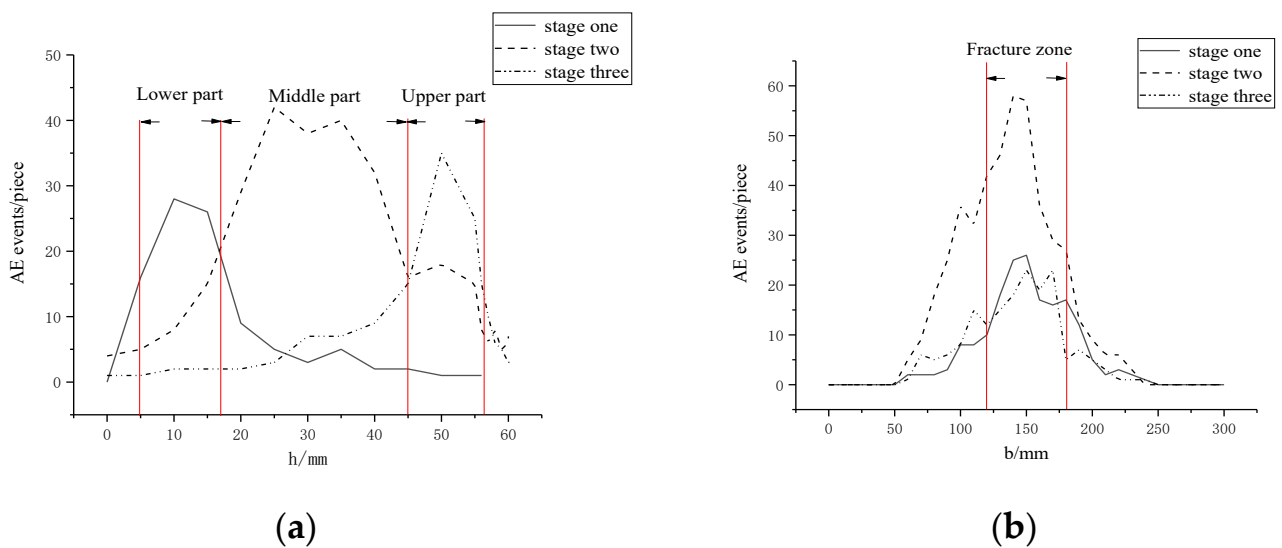 stage one
stage two
stage three
50
40
30
20
10
0
AE events/piece
Lower part
Middle part
Upper part
0
10
20
30
40
50
60
h/mm
(a)
stage one
stage two
stage three
Fracture zone
60
50
40
30
20
10
0
AE events/piece
0
50
100
150
200
250
300
b/mm
(b)